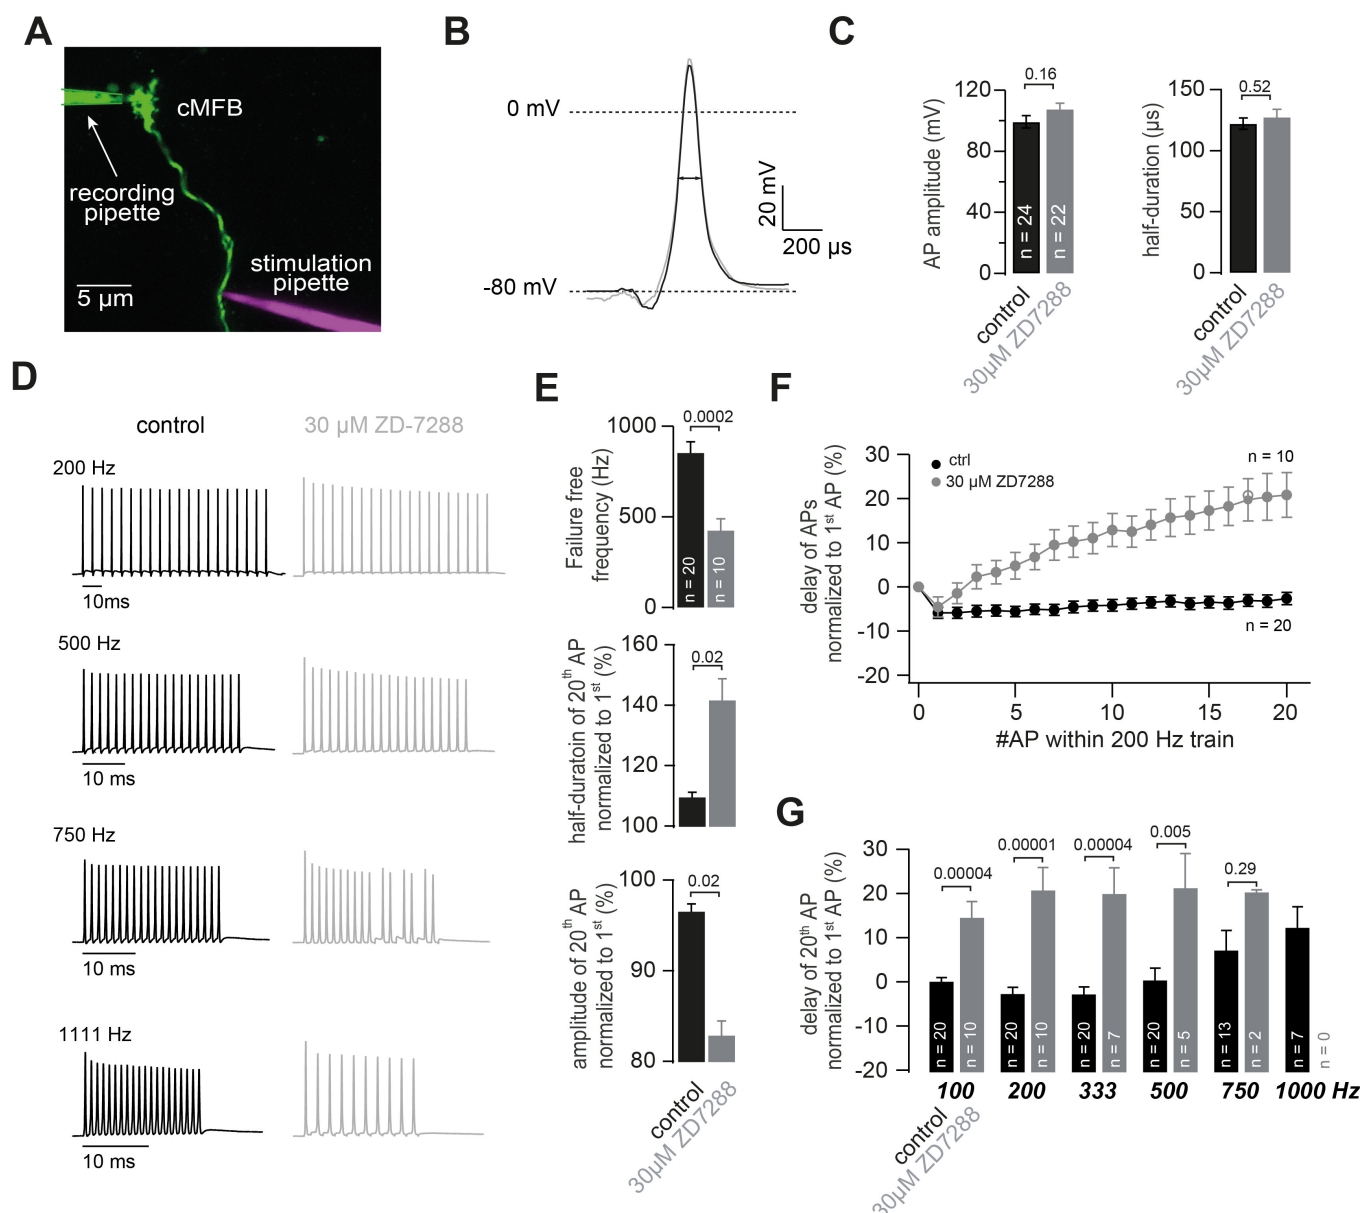 A
cMFB
recording
pipette
stimulation
pipette
5 µm
B
0 mV
-80 mV
20 mV
200 µs
C
AP amplitude (mV)
120
80
40
0
0.16
n = 24
n = 22
control
30µM ZD7288
half-duration (µs)
150
100
50
0
0.52
control
30µM ZD7288
D
control
30 µM ZD-7288
200 Hz
10ms
500 Hz
10 ms
750 Hz
10 ms
1111 Hz
10 ms
E
Failure free
frequency (Hz)
1000
500
0
0.0002
n = 20
n = 10
half-duratoin of 20th AP
normalized to 1st (%)
160
140
120
100
0.02
amplitude of 20th AP
normalized to 1st (%)
100
90
80
0.02
control
30µM ZD7288
F
delay of APs
normalized to 1st AP (%)
30
20
10
0
-10
-20
ctrl
30 µM ZD7288
n = 10
n = 20
0 5 10 15 20
#AP within 200 Hz train
G
delay of 20th AP
normalized to 1st AP (%)
30
20
10
0
-10
-20
0.00004
0.00001
0.00004
0.005
0.29
n = 20
n = 10
n = 20
n = 10
n = 20
n = 7
n = 20
n = 5
n = 13
n = 2
n = 7
n = 0
100 200 333 500 750 1000 Hz
control
30µM ZD7288